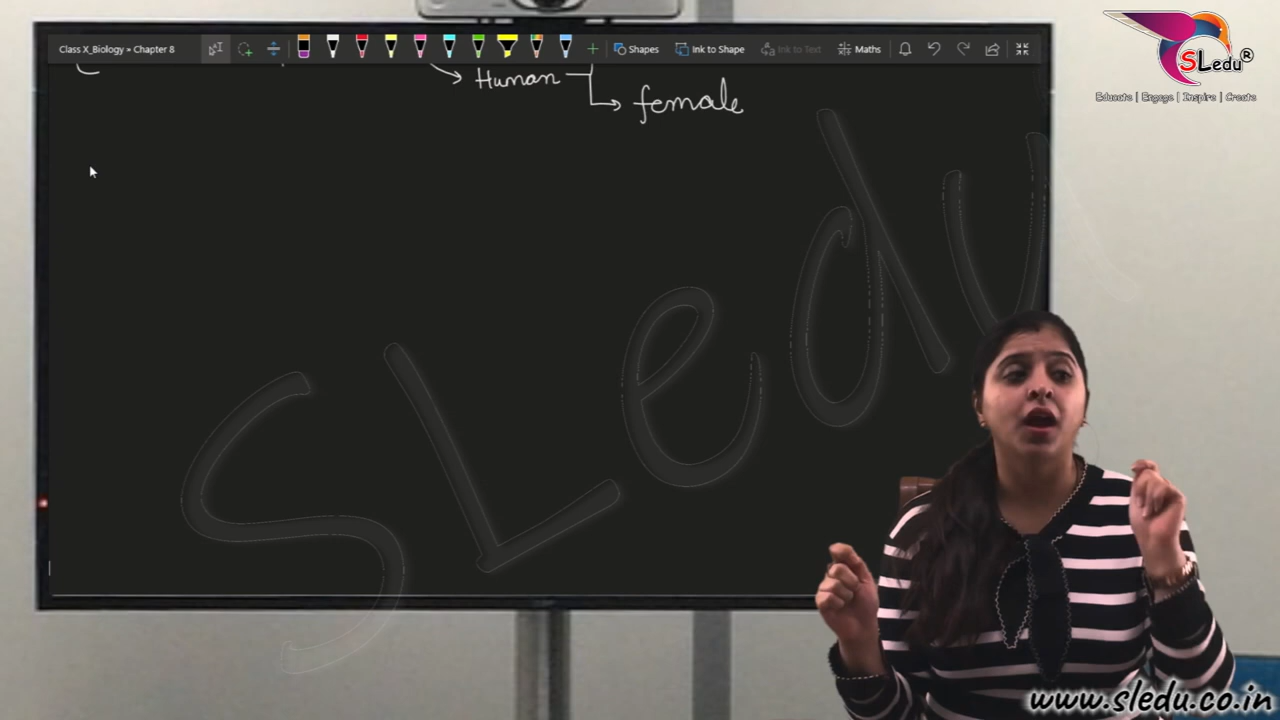 Class X_Biology » Chapter 8
Shapes
Ink to Shape
Ink to Text
Maths
Human
female
SLedu
SLedu®
Educate | Engage | Inspire | Create
www.sledu.co.in